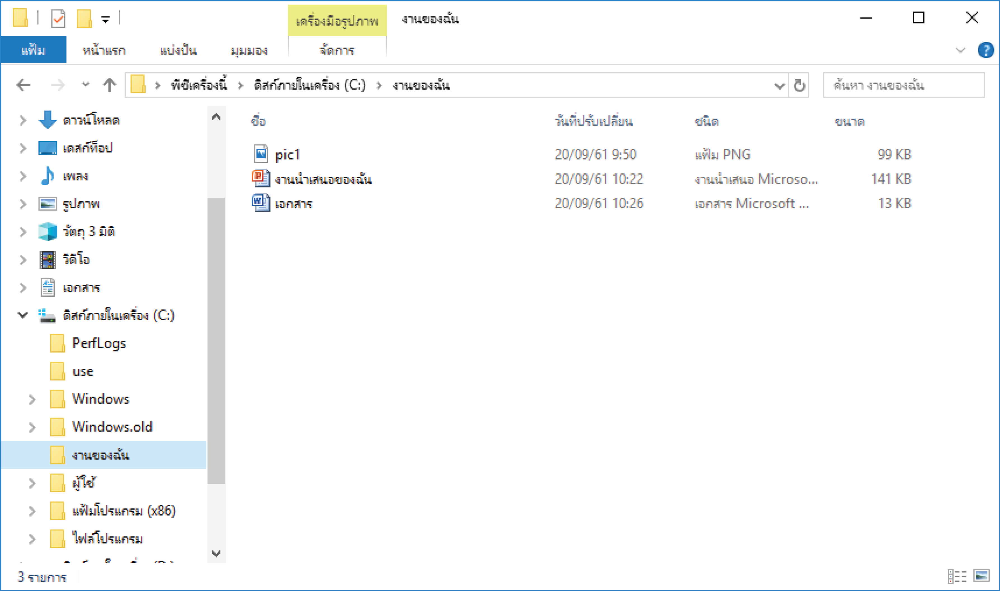 เครื่องมือรูปภาพ งานของฉัน
แฟ้ม หน้าแรก แบ่งปัน มุมมอง จัดการ
พีซีเครื่องนี้ ดิสก์ภายในเครื่อง (C:) งานของฉัน ค้นหา งานของฉัน
ดาวน์โหลด
เดสก์ท็อป
เพลง
รูปภาพ
วัตถุ 3 มิติ
วิดีโอ
เอกสาร
ดิสก์ภายในเครื่อง (C:)
PerfLogs
use
Windows
Windows.old
งานของฉัน
ผู้ใช้
แฟ้มโปรแกรม (x86)
ไฟล์โปรแกรม
ชื่อ วันที่ปรับเปลี่ยน ชนิด ขนาด
pic1 20/09/61 9:50 แฟ้ม PNG 99 KB
งานนำเสนอของฉัน 20/09/61 10:22 งานนำเสนอ Microso... 141 KB
เอกสาร 20/09/61 10:26 เอกสาร Microsoft ... 13 KB
3 รายการ